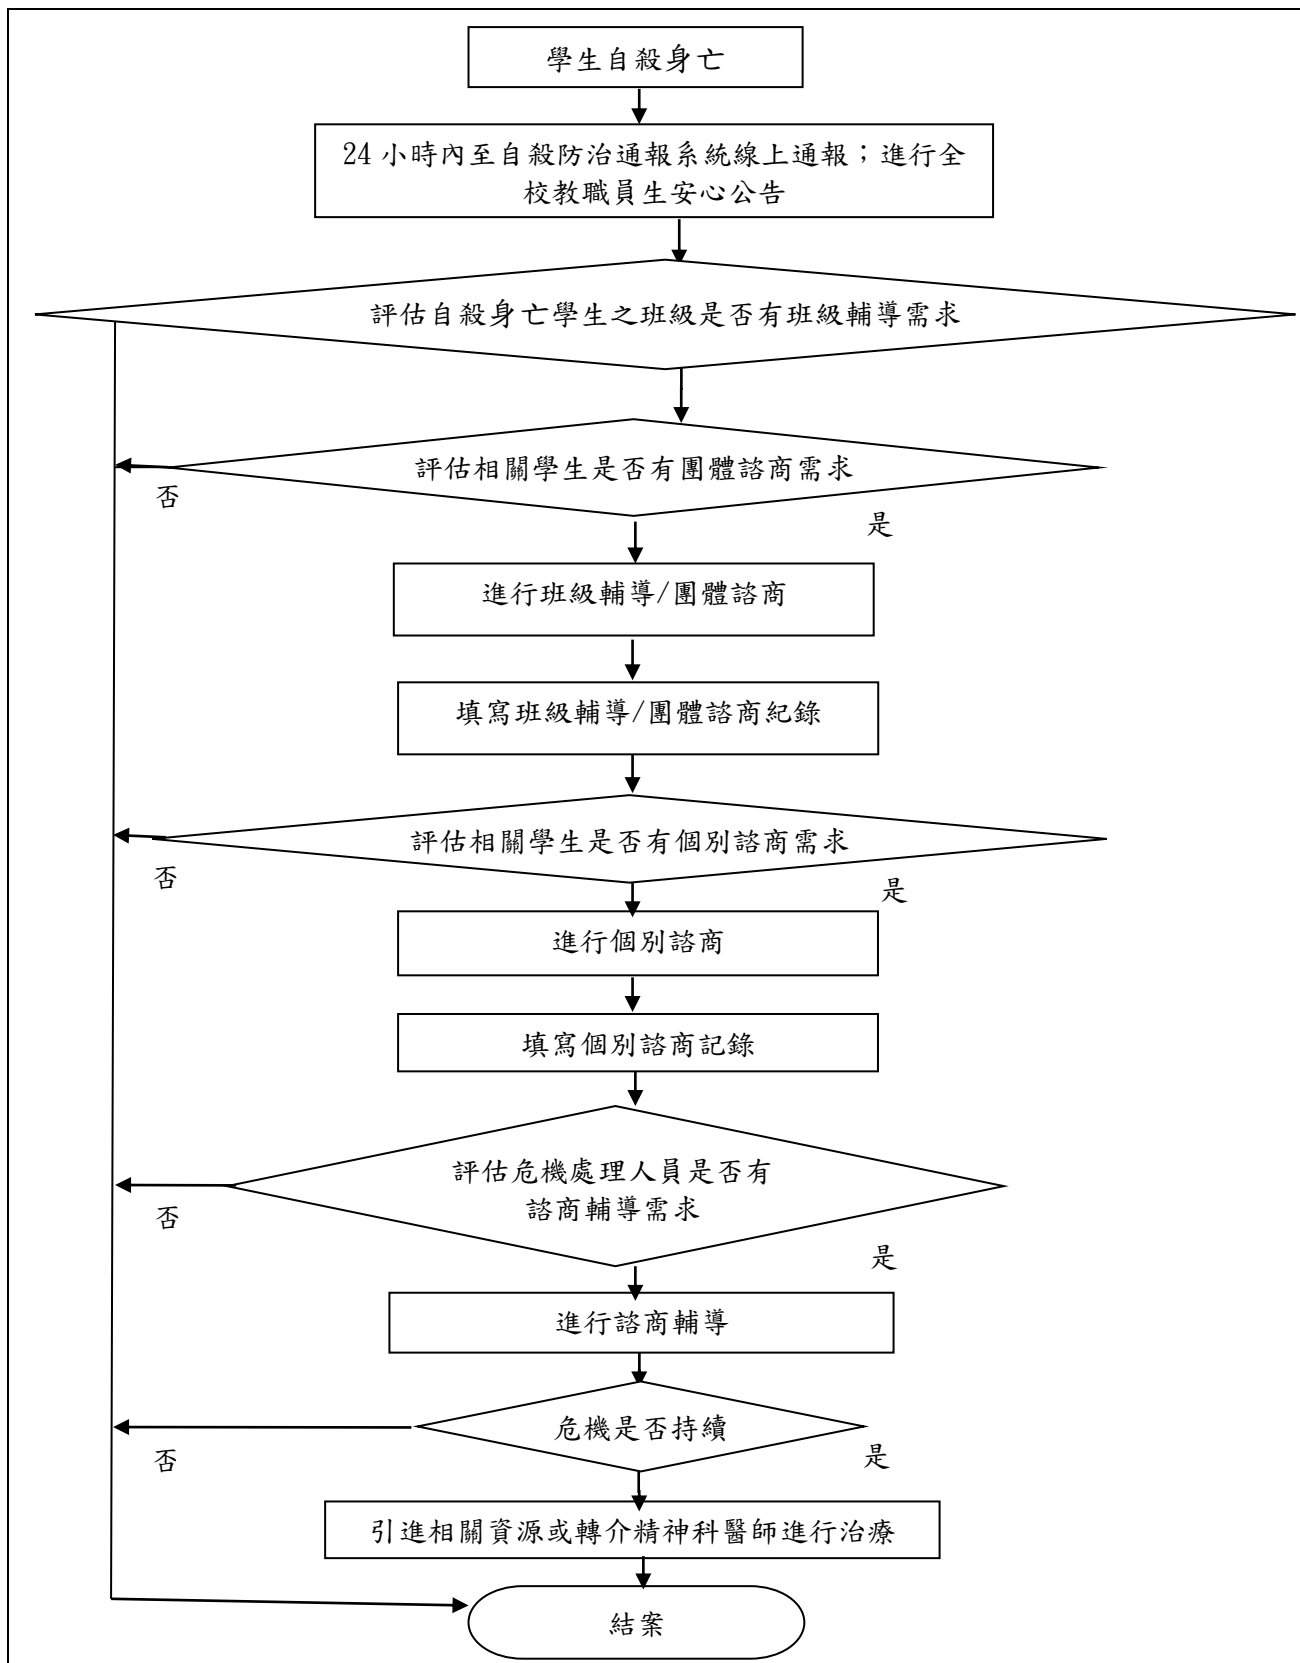 學生自殺身亡
24 小時內至自殺防治通報系統線上通報；進行全
校教職員生安心公告
評估自殺身亡學生之班級是否有班級輔導需求
評估相關學生是否有團體諮商需求
否
是
進行班級輔導/團體諮商
填寫班級輔導/團體諮商紀錄
評估相關學生是否有個別諮商需求
否
是
進行個別諮商
填寫個別諮商記錄
評估危機處理人員是否有
諮商輔導需求
否
是
進行諮商輔導
危機是否持續
否
是
引進相關資源或轉介精神科醫師進行治療
結案